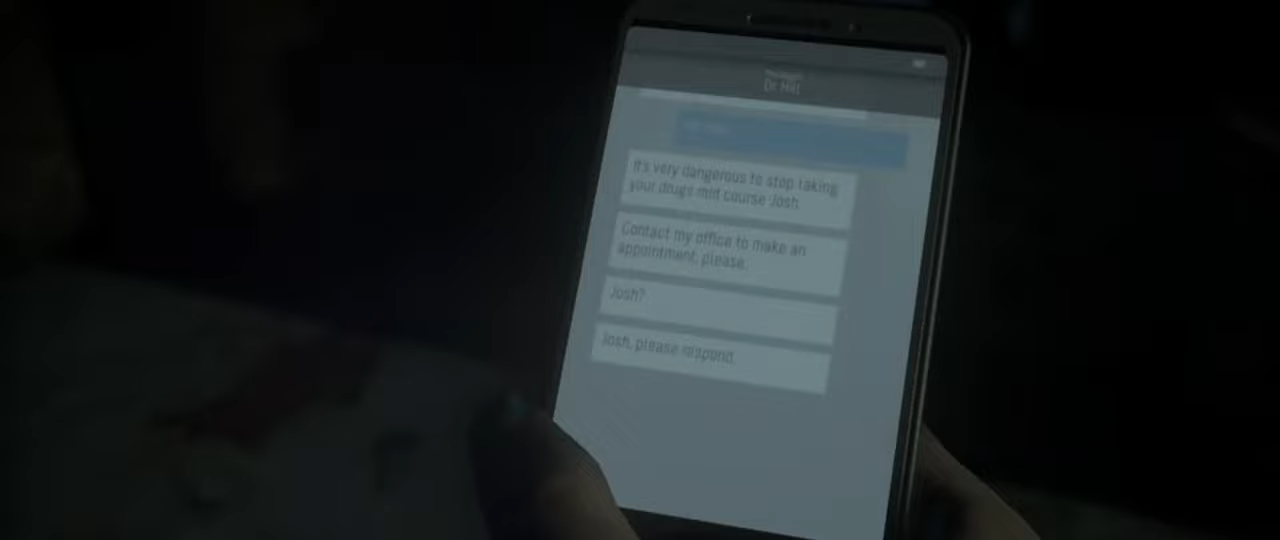 Dr Hill
It's very dangerous to stop taking
your drugs mid course Josh
Contact my office to make an
appointment, please.
Josh?
Josh, please respond.